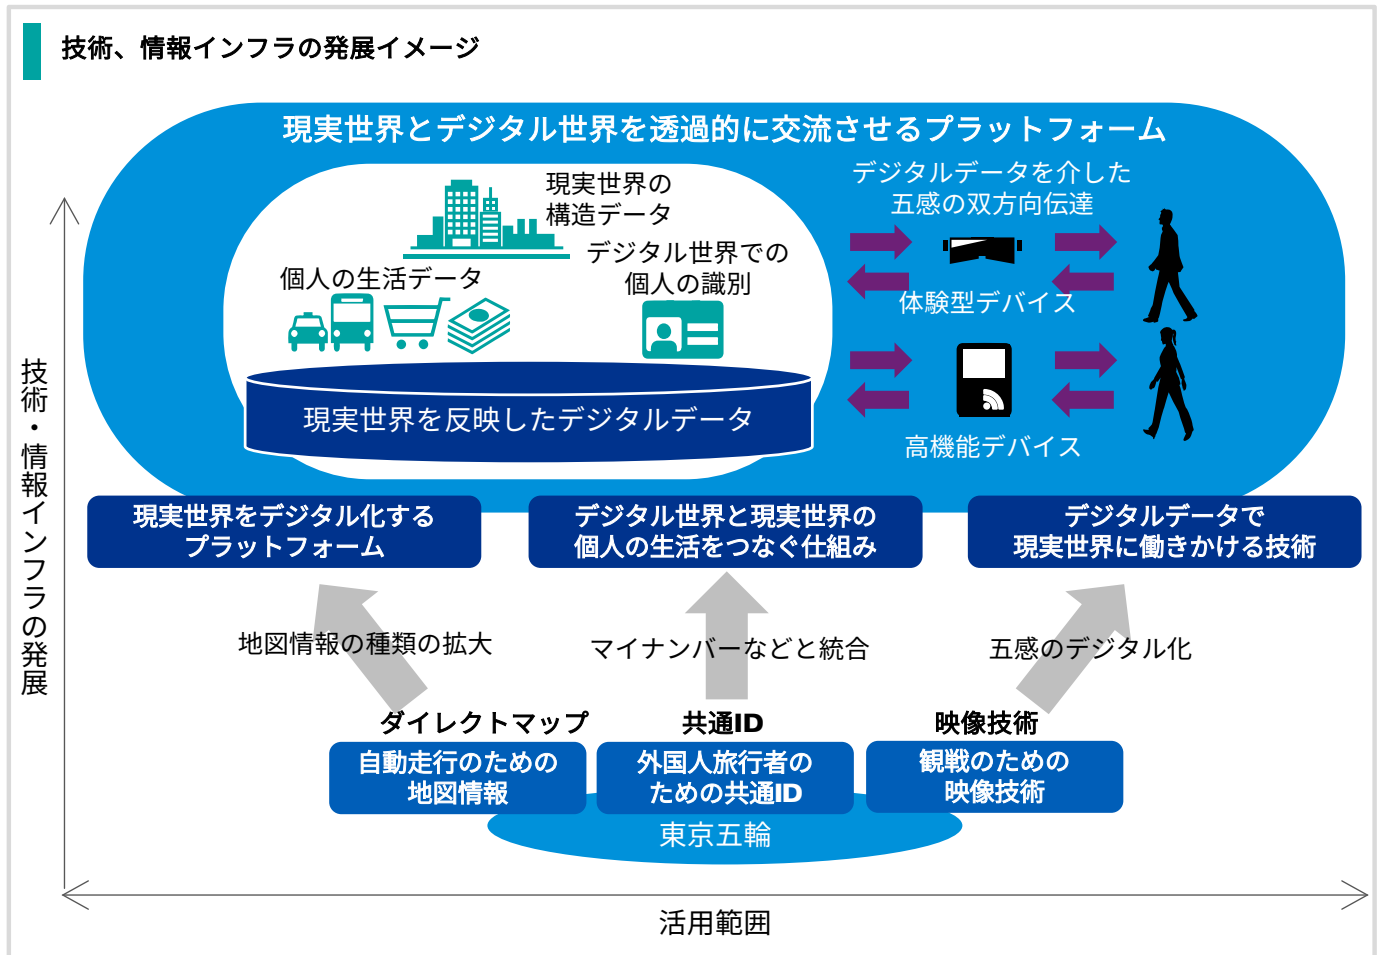 技術、情報インフラの発展イメージ
現実世界とデジタル世界を透過的に交流させるプラットフォーム
現実世界の
構造データ
デジタル世界での
個人の識別
個人の生活データ
現実世界を反映したデジタルデータ
デジタルデータを介した
五感の双方向伝達
体験型デバイス
高機能デバイス
現実世界をデジタル化する
プラットフォーム
デジタル世界と現実世界の
個人の生活をつなぐ仕組み
デジタルデータで
現実世界に働きかける技術
地図情報の種類の拡大
マイナンバーなどと統合
五感のデジタル化
ダイレクトマップ
共通ID
映像技術
自動走行のための
地図情報
外国人旅行者の
ための共通ID
観戦のための
映像技術
東京五輪
技術・情報インフラの発展
活用範囲